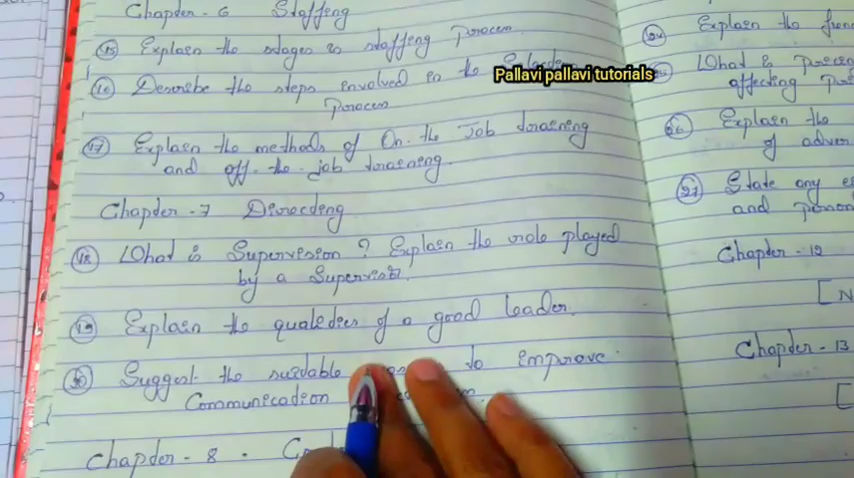 Chapter - 6 Staffing
(15) Explain the stages in staffing process
(16) Describe the steps involved in the
process
(17) Explain the methods of On-the Job training
and off-the-job training.
Chapter - 7 Directing
(18) What is Supervision? Explain the role played
by a Supervisor.
(19) Explain the qualities of a good leader.
(20) Suggest the suitable to improve
Communication
Chapter - 8 .
Pallavi pallavi tutorials
(24) Explain the
What is
affecting
(26) Explain the
of
(27) State any
and
Chapter - 12
[N
Chapter - 13
[